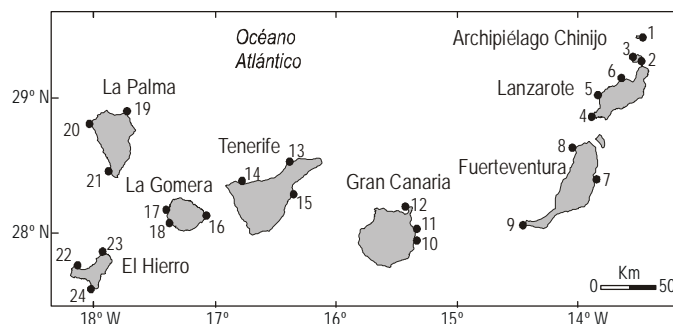 Océano
Atlántico
Archipiélago Chinijo
1
3
2
La Palma
19
Lanzarote
6
5
29º N
4
20
Tenerife
13
8
Fuerteventura
21
14
Gran Canaria
7
La Gomera
15
12
17
16
11
28º N
18
10
9
23
22
El Hierro
Km
24
0
50
18º W
17º
16º
15º
14º O